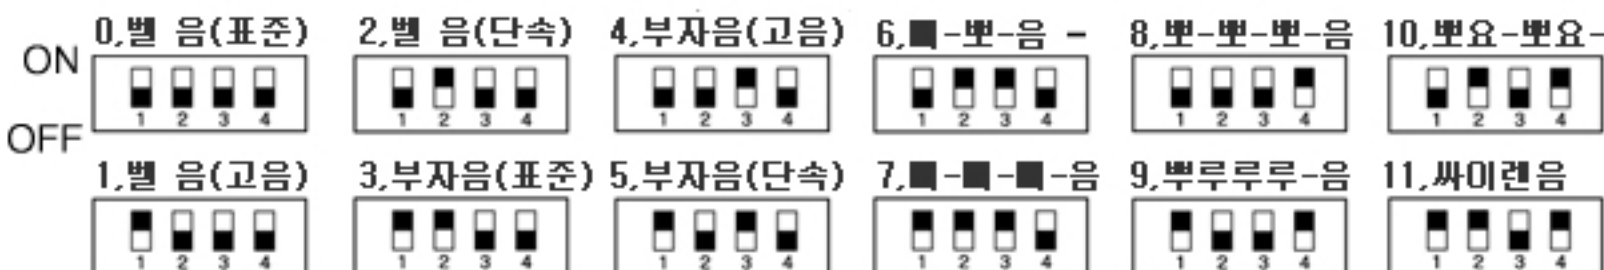 0,벨 음(표준) 2,벨 음(단속) 4,부자음(고음) 6,■-뽀-음 - 8,뽀-뽀-뽀-음 10,뽀요-뽀요-
ON
1 2 3 4 1 2 3 4 1 2 3 4 1 2 3 4 1 2 3 4 1 2 3 4
OFF
1,벨 음(고음) 3,부자음(표준) 5,부자음(단속) 7,■-■-■-음 9,뿌루루루-음 11,싸이렌음
1 2 3 4 1 2 3 4 1 2 3 4 1 2 3 4 1 2 3 4 1 2 3 4